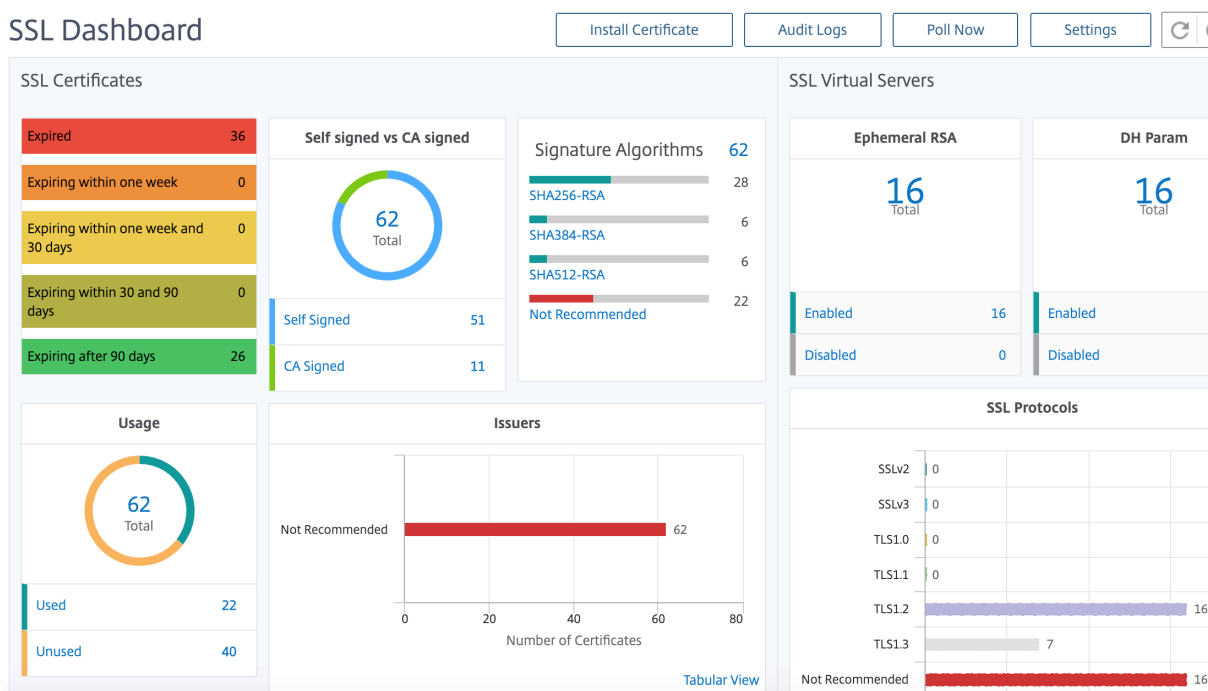 SSL Dashboard
Install Certificate
Audit Logs
Poll Now
Settings
SSL Certificates
Expired 36
Expiring within one week 0
Expiring within one week and 0
30 days
Expiring within 30 and 90 0
days
Expiring after 90 days 26
Self signed vs CA signed
62
Total
Self Signed 51
CA Signed 11
Signature Algorithms 62
28
SHA256-RSA
6
SHA384-RSA
6
SHA512-RSA
22
Not Recommended
Usage
62
Total
Used 22
Unused 40
Issuers
Not Recommended 62
0 20 40 60 80
Number of Certificates
Tabular View
SSL Virtual Servers
Ephemeral RSA
16
Total
Enabled 16
Disabled 0
DH Param
16
Total
Enabled
Disabled
SSL Protocols
SSLv2 0
SSLv3 0
TLS1.0 0
TLS1.1 0
TLS1.2 16
TLS1.3 7
Not Recommended 16